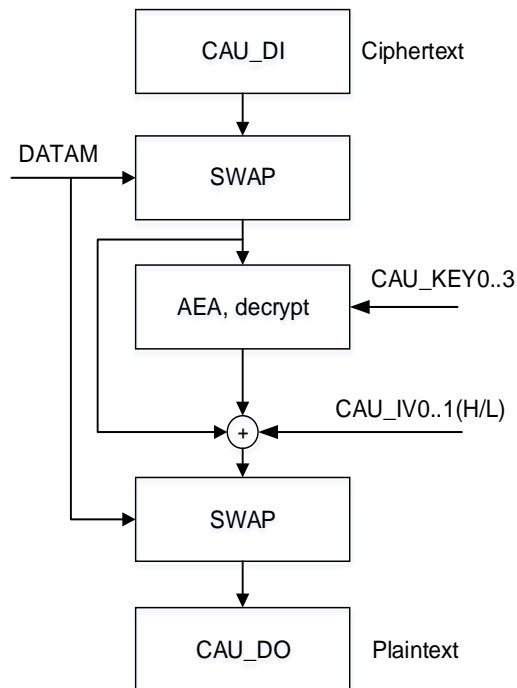 CAU_DI
Ciphertext
DATAM
SWAP
CAU_KEY0..3
AEA, decrypt
CAU_IV0..1(H/L)
+
SWAP
CAU_DO
Plaintext